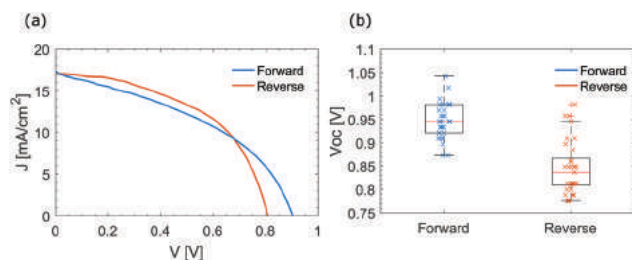 (a)
20
15
10
5
0
J [mA/cm²]
Forward
Reverse
0
0.2
0.4
0.6
0.8
1
V [V]
(b)
1.1
1.05
1
0.95
0.9
0.85
0.8
0.75
Voc [V]
Forward
Reverse
Forward
Reverse